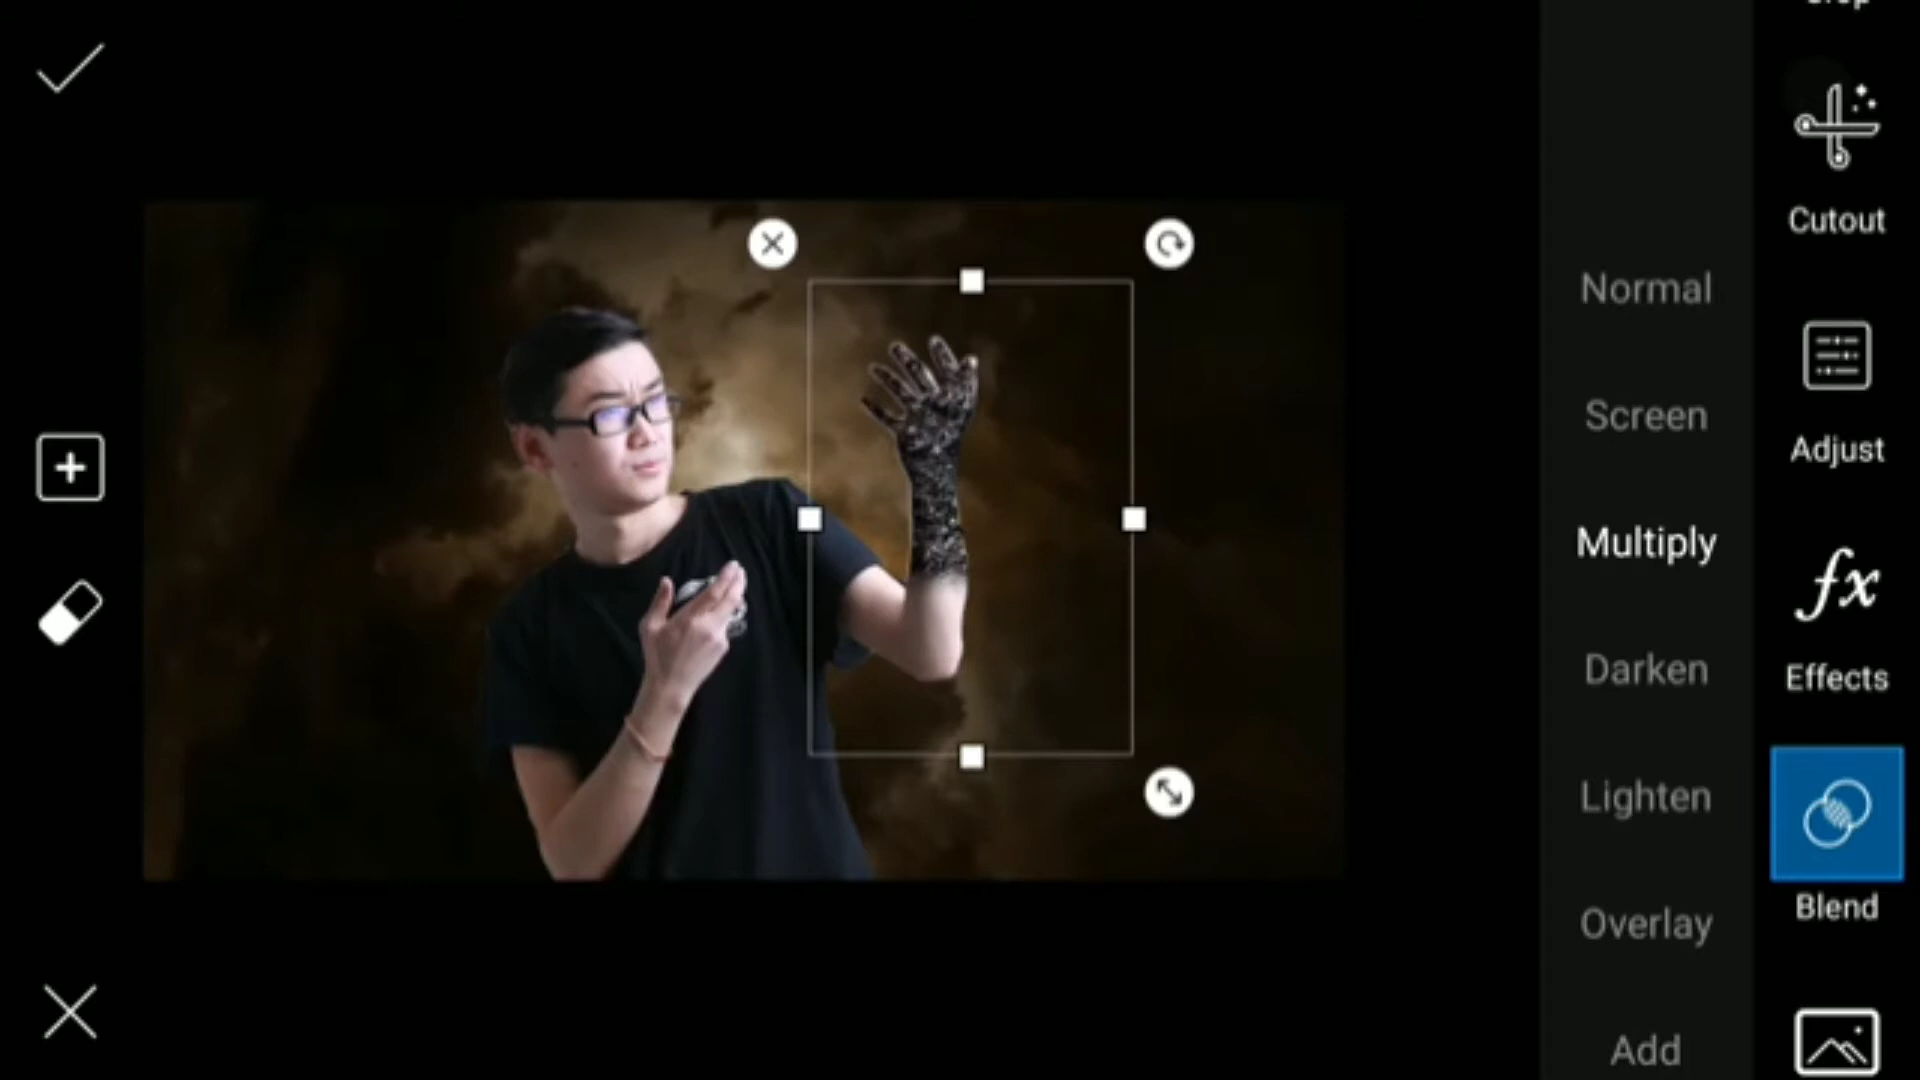 Cutout
Normal
Screen
Adjust
Multiply
Darken
Effects
Lighten
Blend
Overlay
Add